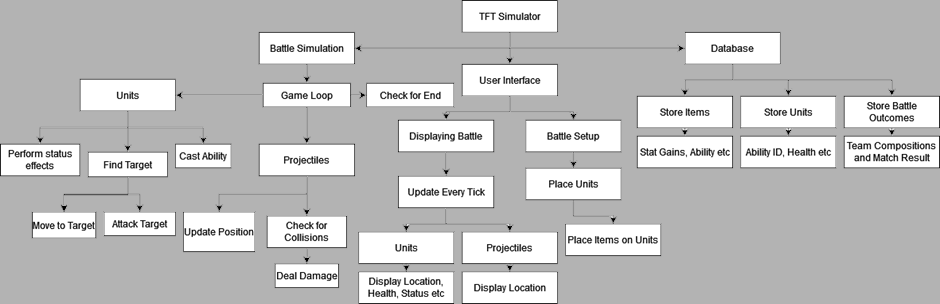 TFT Simulator
Battle Simulation
Database
User Interface
Units
Game Loop
Check for End
Store Items
Store Units
Store Battle
Outcomes
Displaying Battle
Battle Setup
Perform status
effects
Find Target
Cast Ability
Projectiles
Stat Gains, Ability etc
Ability ID, Health etc
Team Compositions
and Match Result
Update Every Tick
Place Units
Move to Target
Attack Target
Update Position
Check for
Collisions
Units
Projectiles
Place Items on Units
Deal Damage
Display Location,
Health, Status etc
Display Location